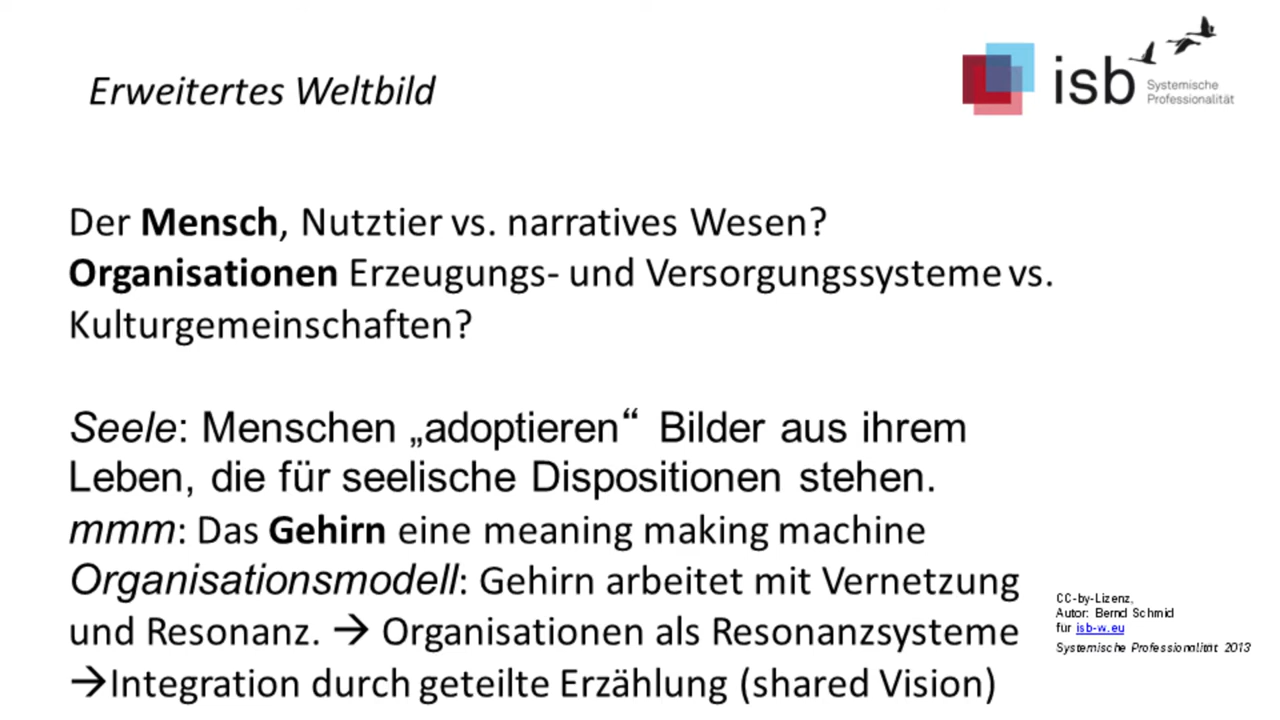 Erweitertes Weltbild
isb
Systemische
Professionalität
Der Mensch, Nutztier vs. narratives Wesen?
Organisationen Erzeugungs- und Versorgungssysteme vs.
Kulturgemeinschaften?
Seele: Menschen „adoptieren“ Bilder aus ihrem
Leben, die für seelische Dispositionen stehen.
mmm: Das Gehirn eine meaning making machine
Organisationsmodell: Gehirn arbeitet mit Vernetzung
und Resonanz. → Organisationen als Resonanzsysteme
→Integration durch geteilte Erzählung (shared Vision)
CC-by-Lizenz,
Autor: Bernd Schmid
für isb-w.eu
Systemische Professionalität 2013